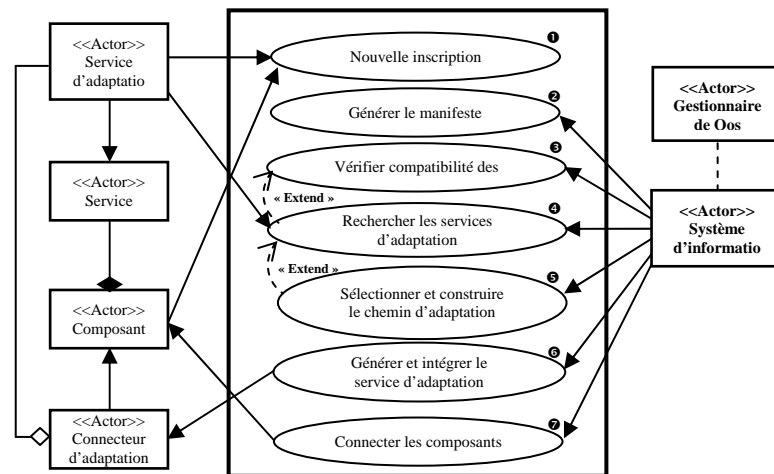 <<Actor>>
Service
d'adaptatio
<<Actor>>
Service
<<Actor>>
Composant
<<Actor>>
Connecteur
d'adaptation
❶
Nouvelle inscription
❷
Générer le manifeste
❸
Vérifier compatibilité des
« Extend »
❹
Rechercher les services
d'adaptation
« Extend »
❺
Sélectionner et construire
le chemin d'adaptation
❻
Générer et intégrer le
service d'adaptation
❼
Connecter les composants
<<Actor>>
Gestionnaire
de Qos
<<Actor>>
Système
d'informatio